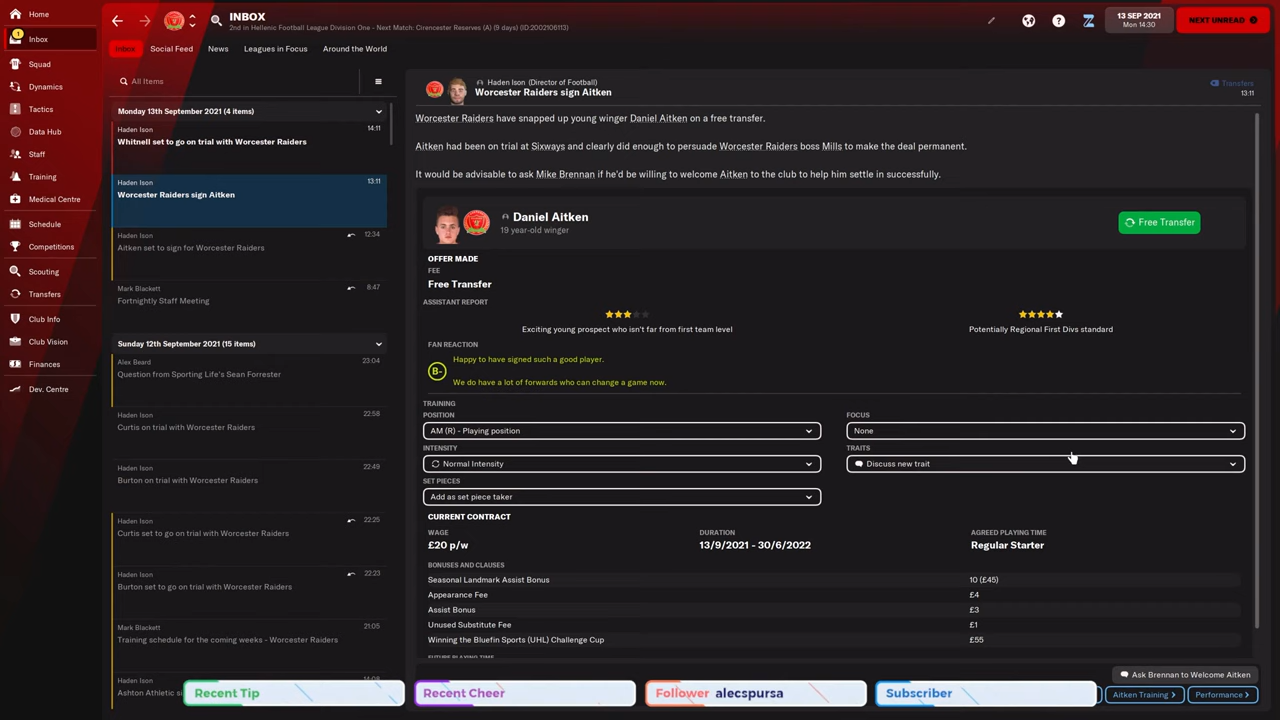 Home
1
Inbox
Squad
Dynamics
Tactics
Data Hub
Staff
Training
Medical Centre
Schedule
Competitions
Scouting
Transfers
Club Info
Club Vision
Finances
Dev. Centre
INBOX
2nd in Hellenic Football League Division One - Next Match: Cirencester Reserves (A) (9 days) (ID:2002106113)
13 SEP 2021
Mon 14:30
NEXT UNREAD
Inbox
Social Feed
News
Leagues in Focus
Around the World
All Items
Monday 13th September 2021 (4 items)
Haden Ison 14:11
Whitnell set to go on trial with Worcester Raiders
Haden Ison 13:11
Worcester Raiders sign Aitken
Haden Ison 12:34
Aitken set to sign for Worcester Raiders
Mark Blackett 8:47
Fortnightly Staff Meeting
Sunday 12th September 2021 (15 items)
Alex Beard 23:04
Question from Sporting Life's Sean Forrester
Haden Ison 22:58
Curtis on trial with Worcester Raiders
Haden Ison 22:49
Burton on trial with Worcester Raiders
Haden Ison 22:25
Curtis set to go on trial with Worcester Raiders
Haden Ison 22:23
Burton set to go on trial with Worcester Raiders
Mark Blackett 21:05
Training schedule for the coming weeks - Worcester Raiders
Haden Ison
Ashton Athletic si
Haden Ison (Director of Football)
Worcester Raiders sign Aitken
Transfers
13:11
Worcester Raiders have snapped up young winger Daniel Aitken on a free transfer.
Aitken had been on trial at Sixways and clearly did enough to persuade Worcester Raiders boss Mills to make the deal permanent.
It would be advisable to ask Mike Brennan if he'd be willing to welcome Aitken to the club to help him settle in successfully.
Daniel Aitken
19 year-old winger
Free Transfer
OFFER MADE
FEE
Free Transfer
ASSISTANT REPORT
Exciting young prospect who isn't far from first team level
Potentially Regional First Divs standard
FAN REACTION
B-
Happy to have signed such a good player.
We do have a lot of forwards who can change a game now.
TRAINING
POSITION
AM (R) - Playing position
FOCUS
None
INTENSITY
Normal Intensity
TRAITS
Discuss new trait
SET PIECES
Add as set piece taker
CURRENT CONTRACT
WAGE
£20 p/w
DURATION
13/9/2021 - 30/6/2022
AGREED PLAYING TIME
Regular Starter
BONUSES AND CLAUSES
Seasonal Landmark Assist Bonus 10 (£45)
Appearance Fee £4
Assist Bonus £3
Unused Substitute Fee £1
Winning the Bluefin Sports (UHL) Challenge Cup £55
FUTURE PLAYING TIME
Ask Brennan to Welcome Aitken
Aitken Training >
Performance >
Recent Tip
Recent Cheer
Follower alecspursa
Subscriber